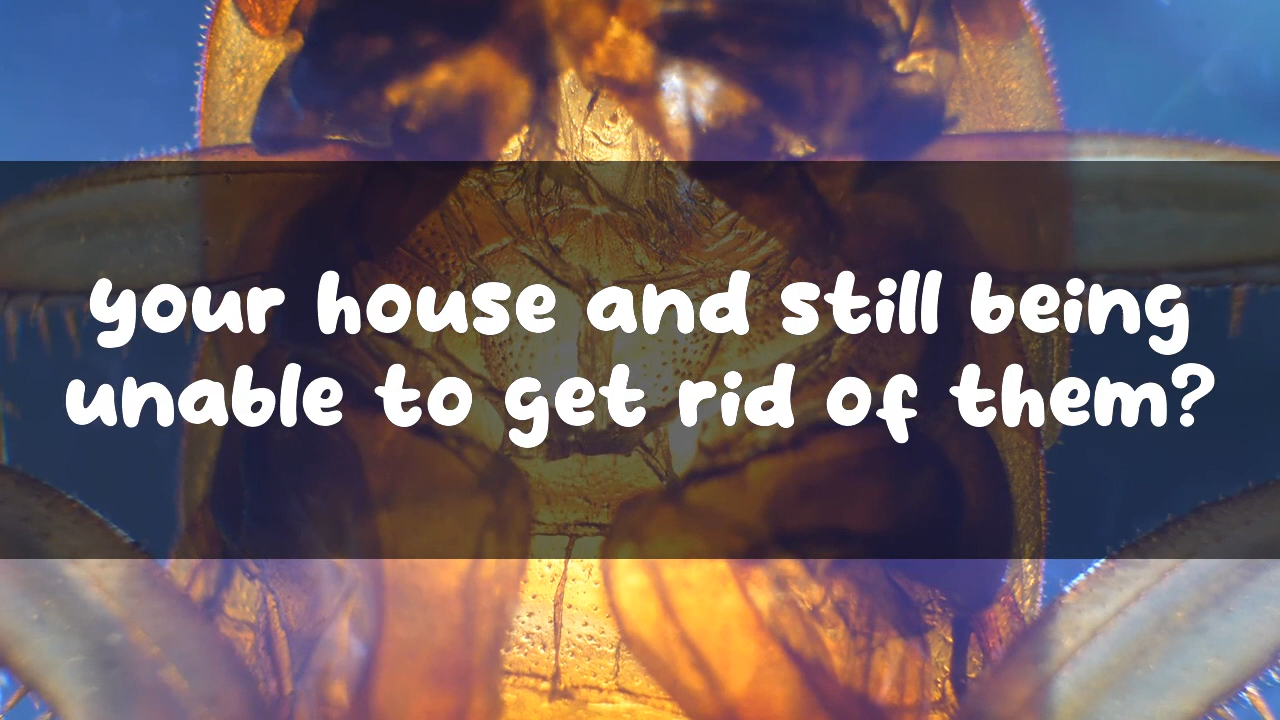 your house and still being
unable to get rid of them?